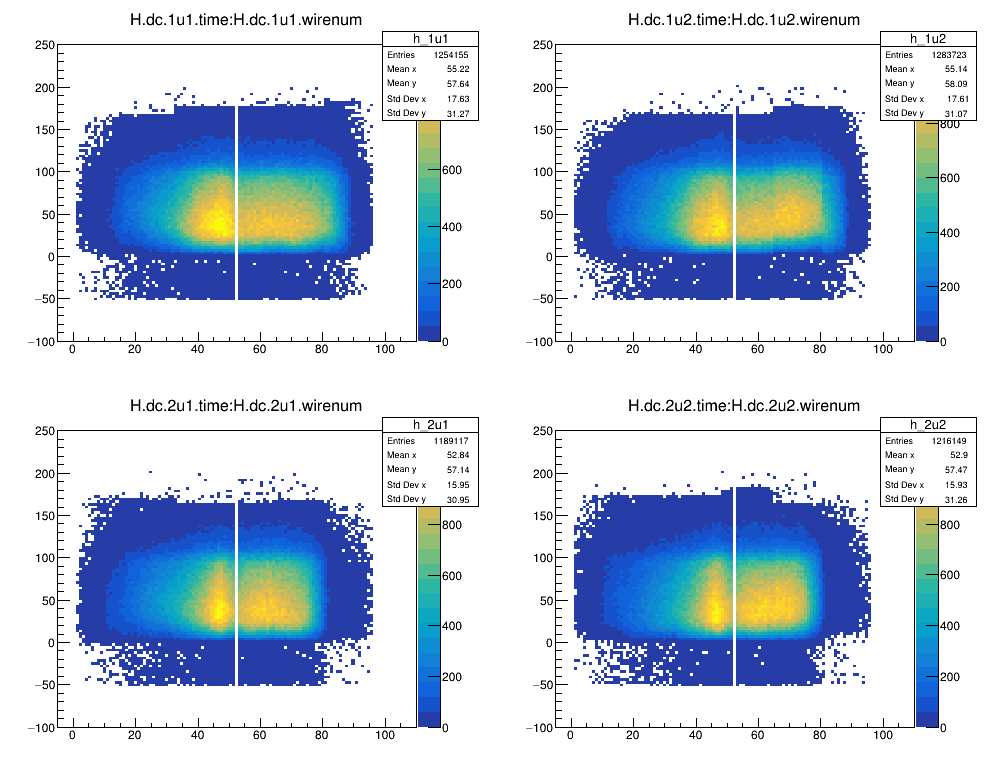 H.dc.1u1.time:H.dc.1u1.wirenum
h_1u1
Entries 1254155
Mean x 55.22
Mean y 57.64
Std Dev x 17.63
Std Dev y 31.27
250
200
150
100
50
0
−50
−100
0 20 40 60 80 100
600
400
200
0
H.dc.1u2.time:H.dc.1u2.wirenum
h_1u2
Entries 1283723
Mean x 55.14
Mean y 58.09
Std Dev x 17.61
Std Dev y 31.07
250
200
150
100
50
0
−50
−100
0 20 40 60 80 100
800
600
400
200
0
H.dc.2u1.time:H.dc.2u1.wirenum
h_2u1
Entries 1189117
Mean x 52.84
Mean y 57.14
Std Dev x 15.95
Std Dev y 30.95
250
200
150
100
50
0
−50
−100
0 20 40 60 80 100
800
600
400
200
0
H.dc.2u2.time:H.dc.2u2.wirenum
h_2u2
Entries 1216149
Mean x 52.9
Mean y 57.47
Std Dev x 15.93
Std Dev y 31.26
250
200
150
100
50
0
−50
−100
0 20 40 60 80 100
800
600
400
200
0